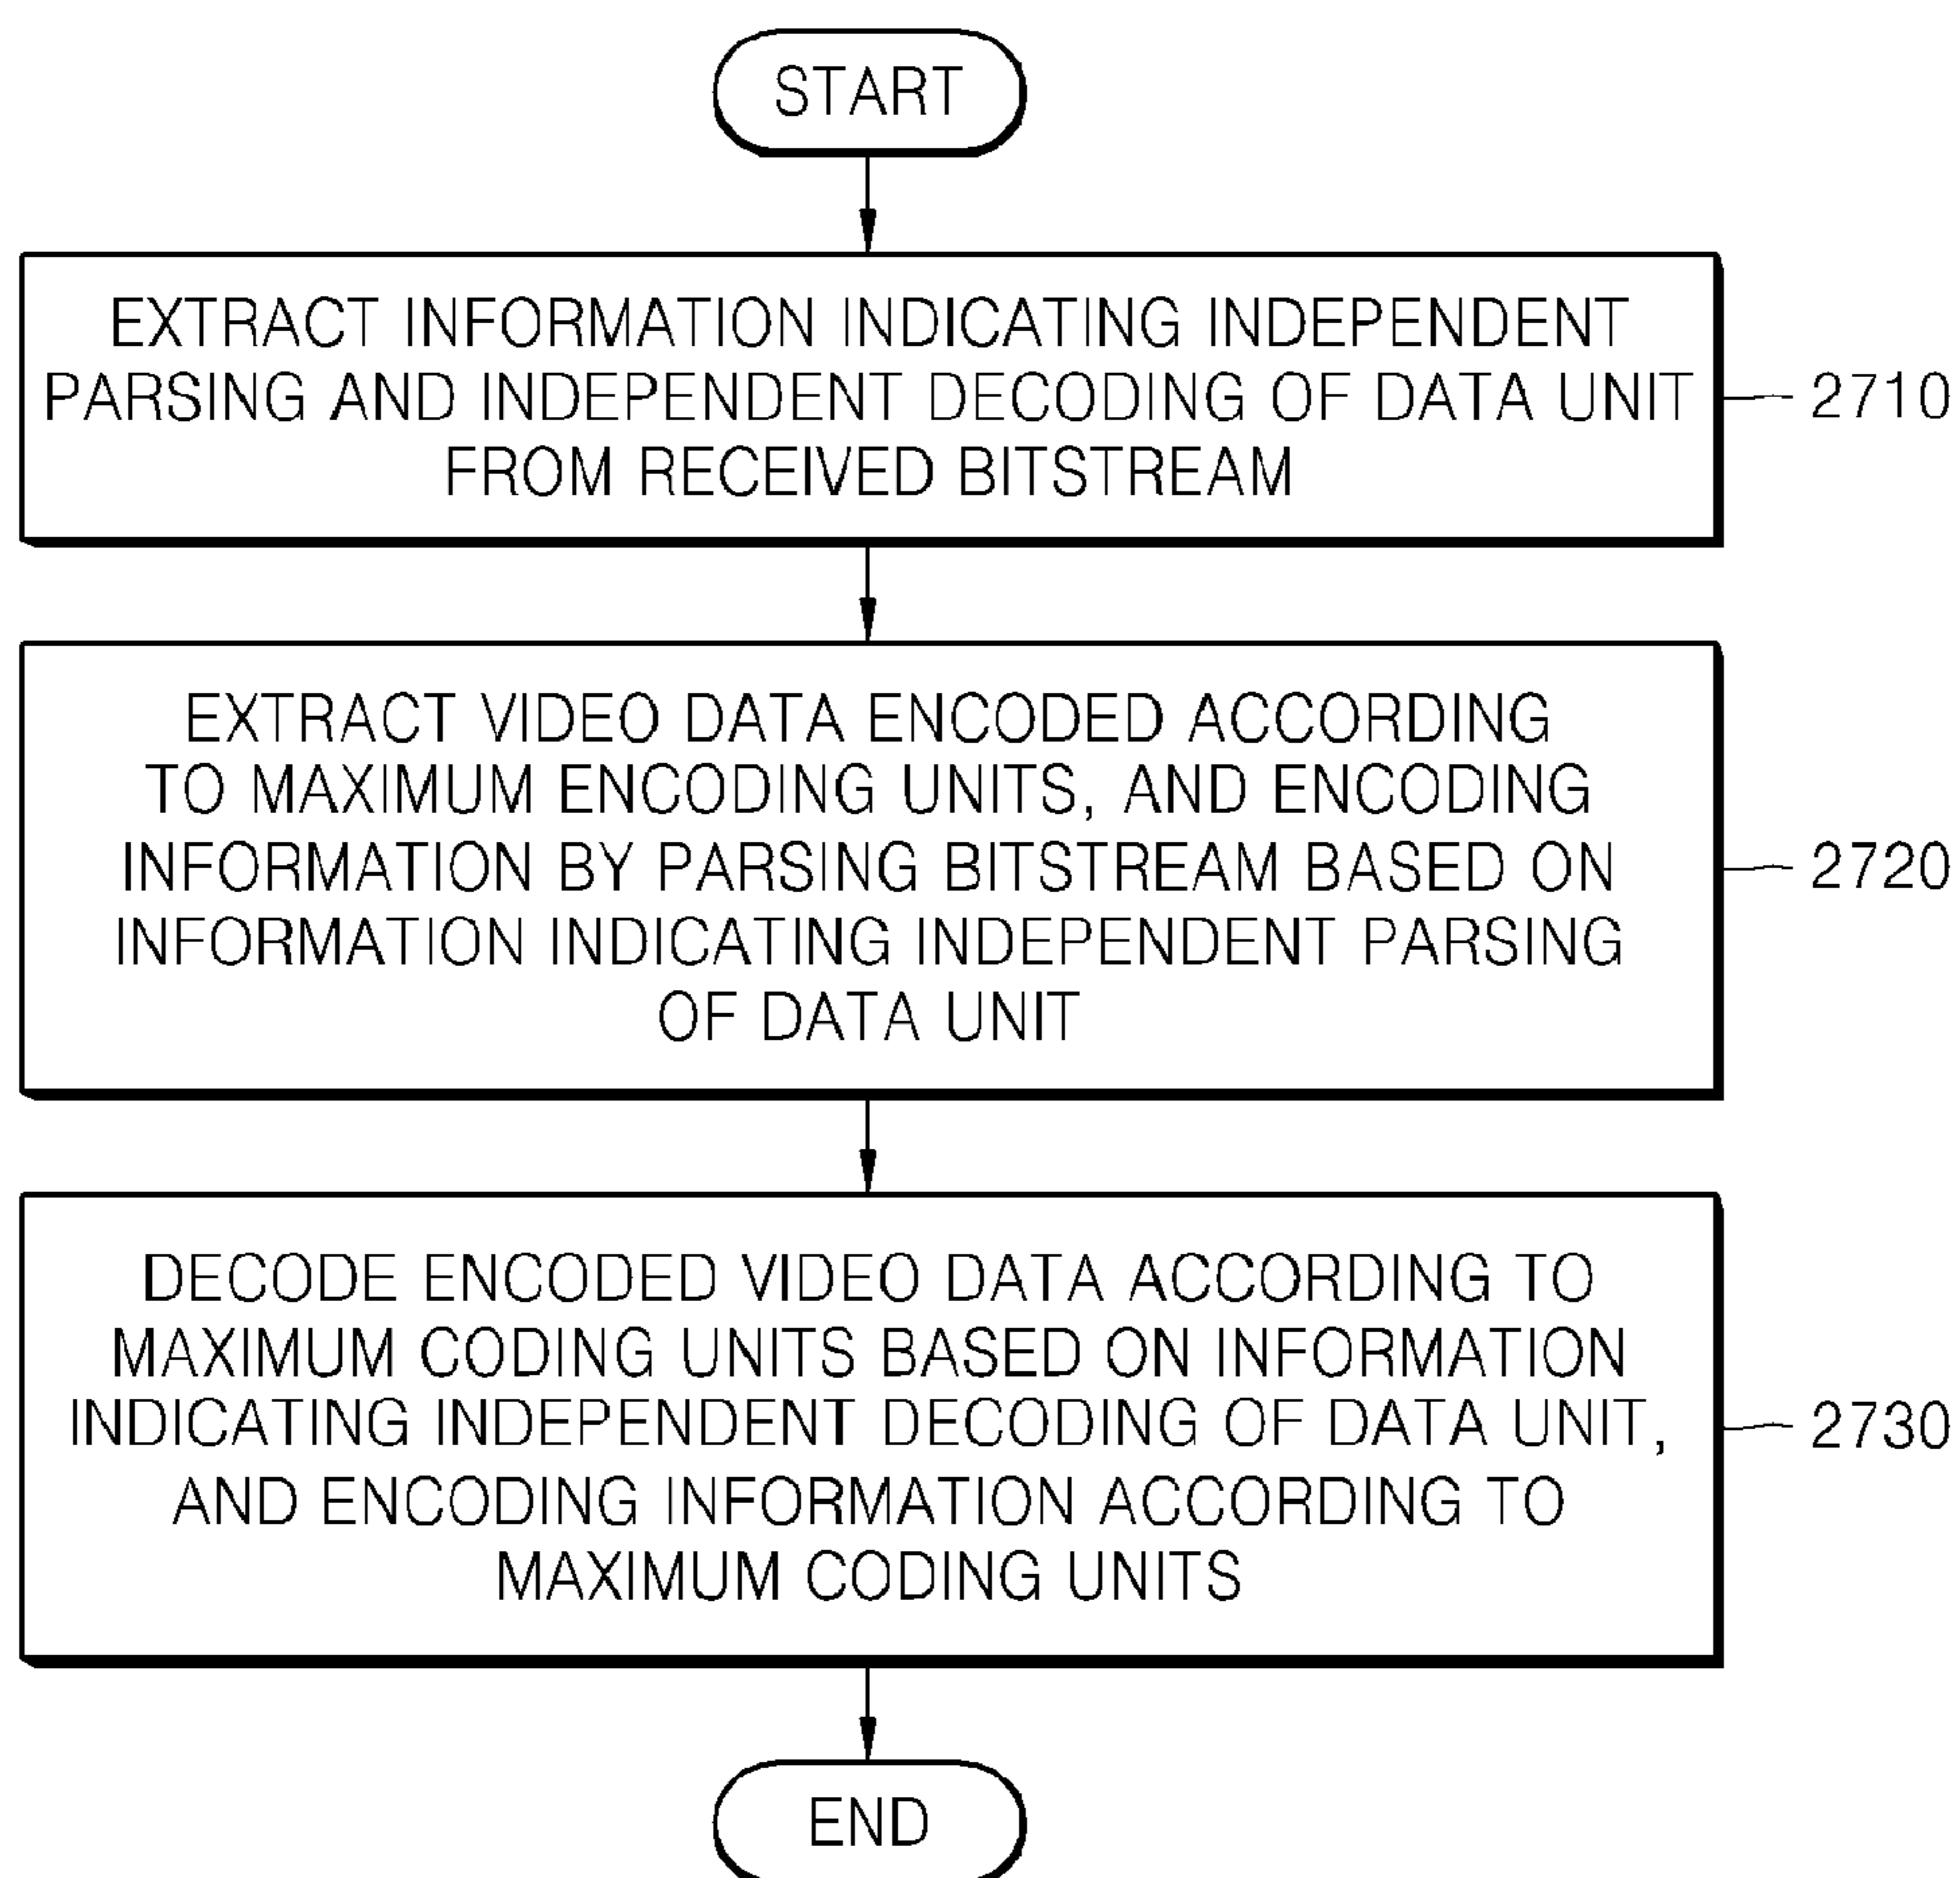 START
EXTRACT INFORMATION INDICATING INDEPENDENT
PARSING AND INDEPENDENT DECODING OF DATA UNIT
FROM RECEIVED BITSTREAM
2710
EXTRACT VIDEO DATA ENCODED ACCORDING
TO MAXIMUM ENCODING UNITS, AND ENCODING
INFORMATION BY PARSING BITSTREAM BASED ON
INFORMATION INDICATING INDEPENDENT PARSING
OF DATA UNIT
2720
DECODE ENCODED VIDEO DATA ACCORDING TO
MAXIMUM CODING UNITS BASED ON INFORMATION
INDICATING INDEPENDENT DECODING OF DATA UNIT,
AND ENCODING INFORMATION ACCORDING TO
MAXIMUM CODING UNITS
2730
END